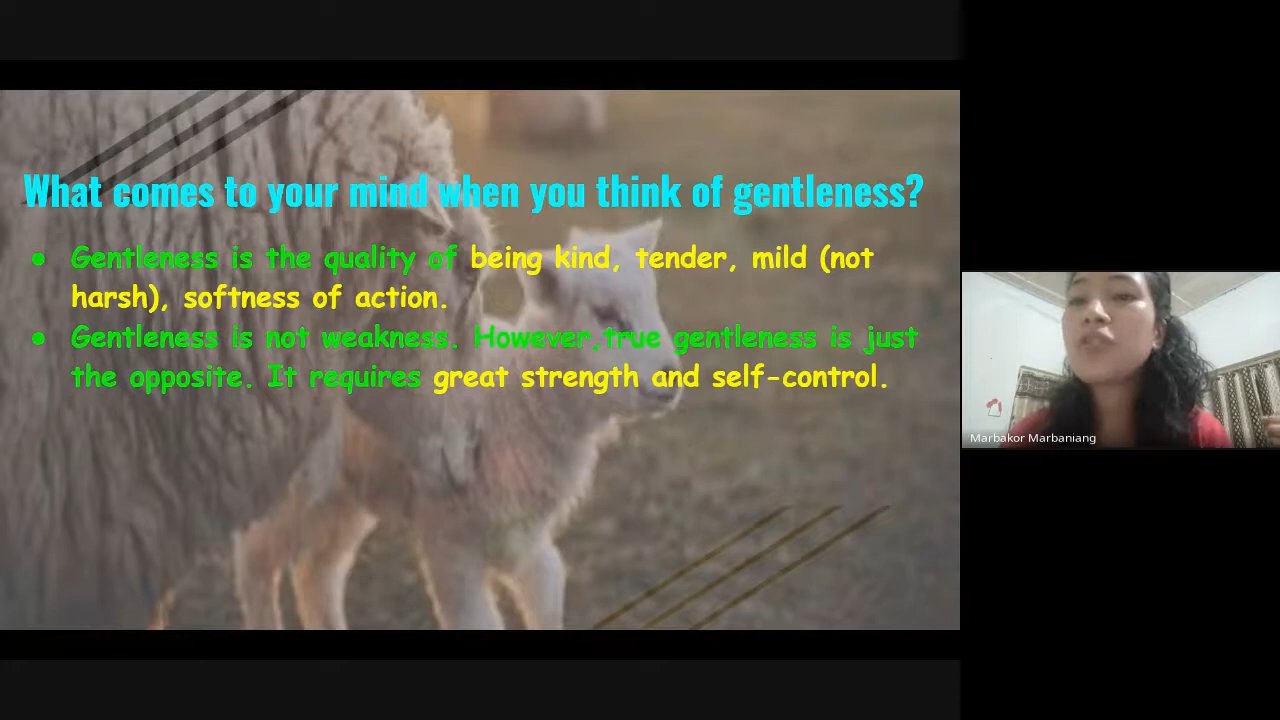 What comes to your mind when you think of gentleness?
● Gentleness is the quality of being kind, tender, mild (not
harsh), softness of action.
● Gentleness is not weakness. However,true gentleness is just
the opposite. It requires great strength and self-control.
Marbakor Marbaniang